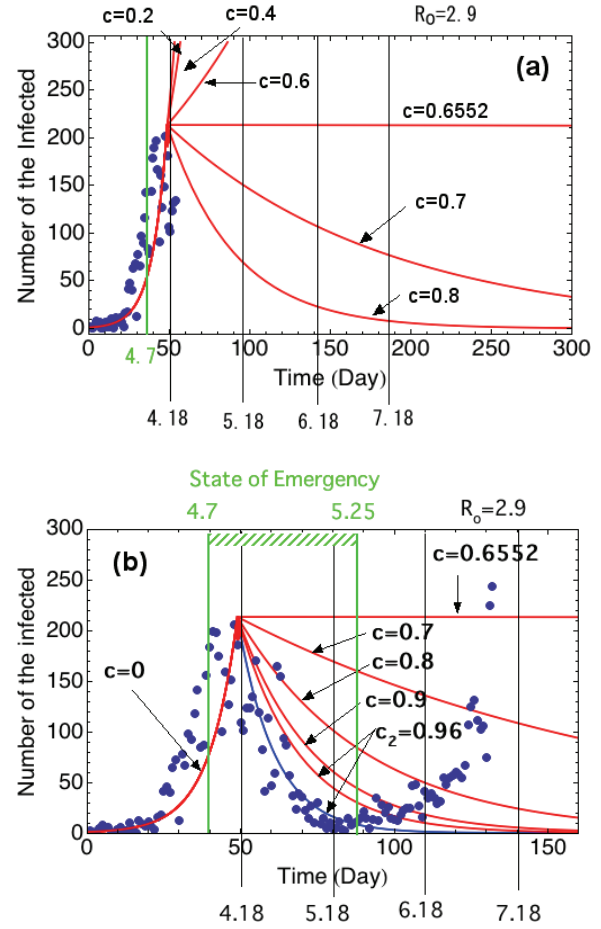 c=0.2
c=0.4
R₀=2.9
300
(a)
c=0.6
250
c=0.6552
200
150
c=0.7
100
c=0.8
50
0
0 50 100 150 200 250 300
4.7
Time (Day)
Number of the Infected
4.18 5.18 6.18 7.18
State of Emergency
4.7 5.25 Rₒ=2.9
300
(b)
c=0.6552
250
c=0.7
200
c=0.8
c=0
150
c=0.9
100
c₂=0.96
50
0
0 50 100 150
Time (Day)
Number of the infected
4.18 5.18 6.18 7.18